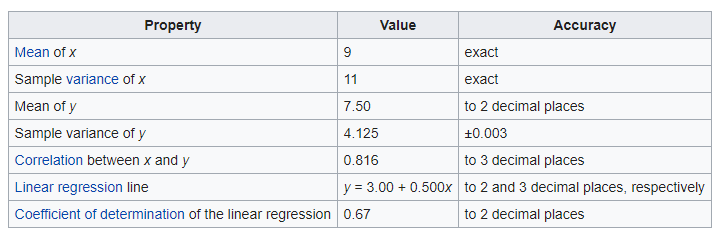 Property Value Accuracy
Mean of x 9 exact
Sample variance of x 11 exact
Mean of y 7.50 to 2 decimal places
Sample variance of y 4.125 ±0.003
Correlation between x and y 0.816 to 3 decimal places
Linear regression line y = 3.00 + 0.500x to 2 and 3 decimal places, respectively
Coefficient of determination of the linear regression 0.67 to 2 decimal places